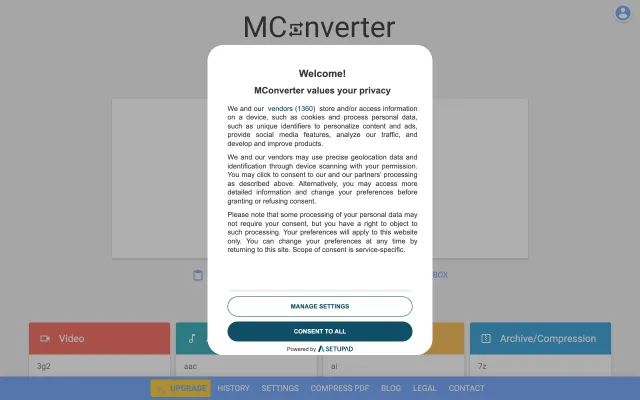 MConverter
Welcome!
MConverter values your privacy
We and our vendors (1360) store and/or access information
on a device, such as cookies and process personal data,
such as unique identifiers to personalize content and ads,
provide social media features, analyze our traffic, and
develop and improve products.
We and our vendors may use precise geolocation data and
identification through device scanning with your permission.
You may click to consent to our and our partners' processing
as described above. Alternatively, you may access more
detailed information and change your preferences before
granting or refusing consent.
Please note that some processing of your personal data may
not require your consent, but you have a right to object to
such processing. Your preferences will apply to this website
only. You can change your preferences at any time by
returning to this site. Scope of consent is service-specific.
BOX
MANAGE SETTINGS
CONSENT TO ALL
Powered by SETUPAD
Video
Archive/Compression
3g2
aac
ai
7z
UPGRADE HISTORY SETTINGS COMPRESS PDF BLOG LEGAL CONTACT